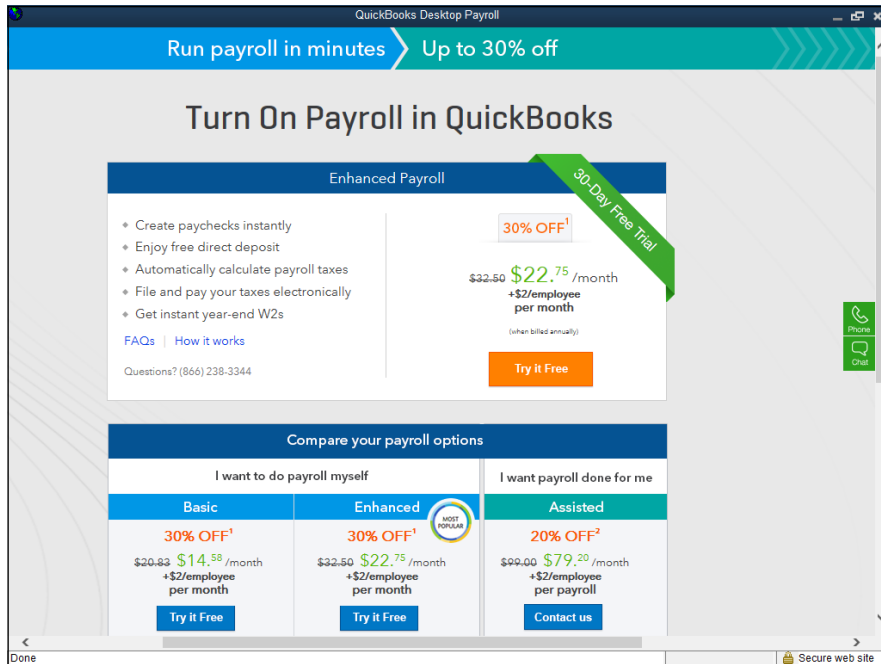 QuickBooks Desktop Payroll
Run payroll in minutes Up to 30% off
Turn On Payroll in QuickBooks
Enhanced Payroll
30-Day Free Trial
Create paychecks instantly
Enjoy free direct deposit
Automatically calculate payroll taxes
File and pay your taxes electronically
Get instant year-end W2s
FAQs | How it works
Questions? (866) 238-3344
30% OFF¹
$32.50 $22.75 /month
+$2/employee
per month
(when billed annually)
Try it Free
Phone
Chat
Compare your payroll options
I want to do payroll myself
I want payroll done for me
Basic
30% OFF¹
$20.83 $14.58 /month
+$2/employee
per month
Try it Free
Enhanced
MOST
POPULAR
30% OFF¹
$32.50 $22.75 /month
+$2/employee
per month
Try it Free
Assisted
20% OFF²
$99.00 $79.20 /month
+$2/employee
per payroll
Contact us
Done
Secure web site